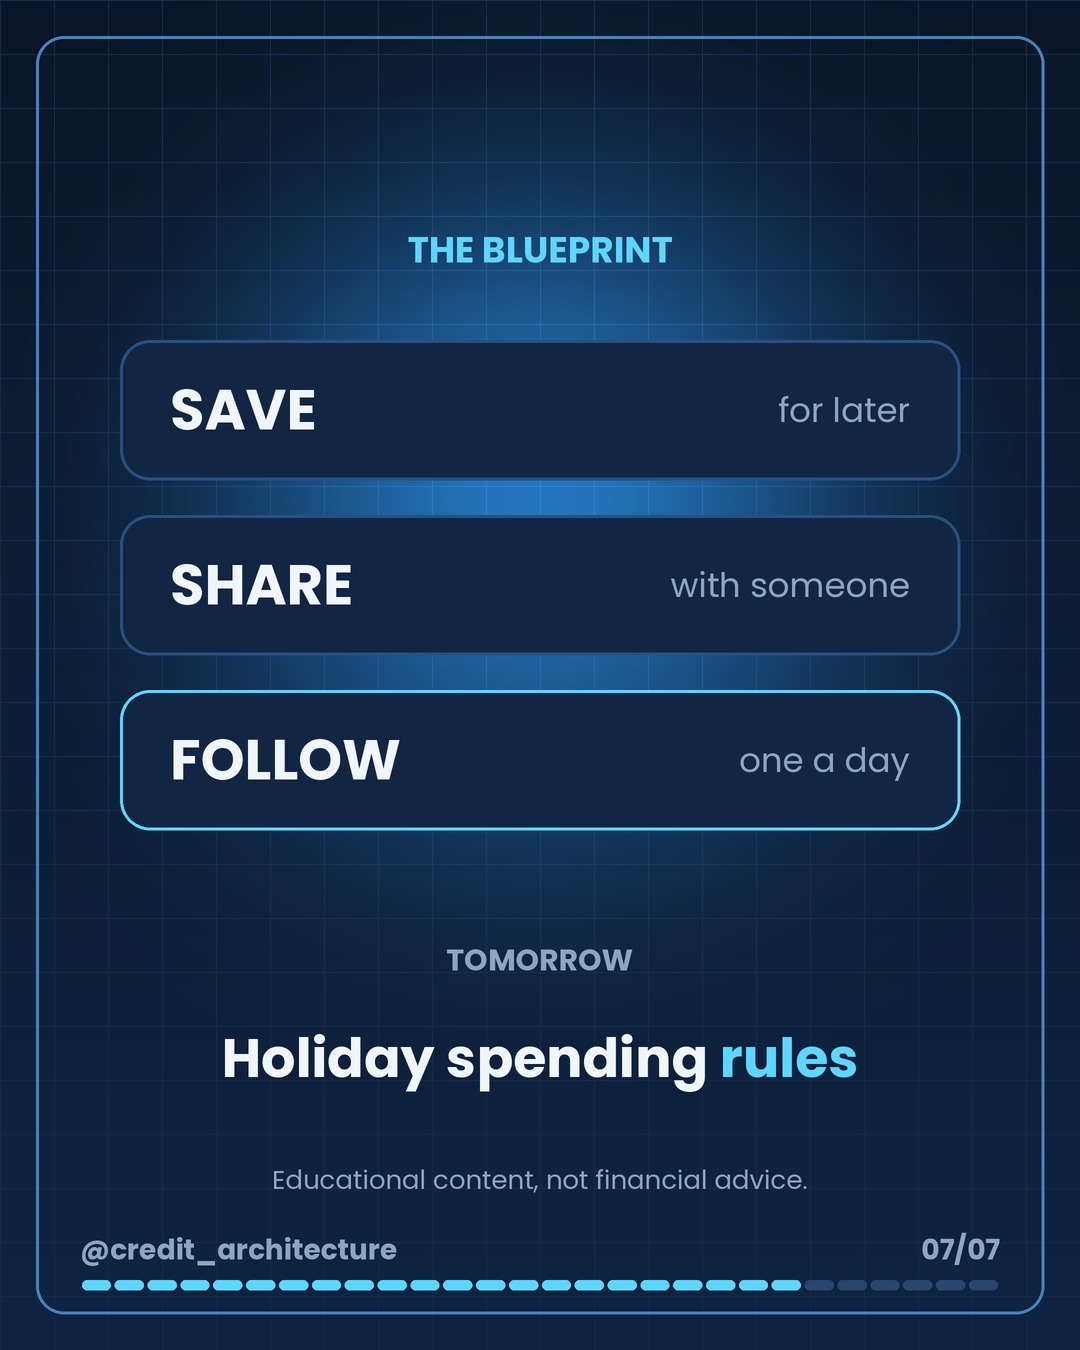 THE BLUEPRINT
SAVE for later
SHARE with someone
FOLLOW one a day
TOMORROW
Holiday spending rules
Educational content, not financial advice.
@credit_architecture 07/07